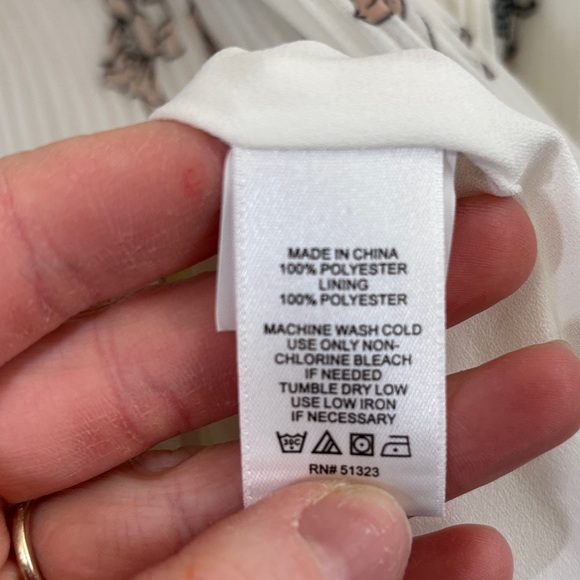 MADE IN CHINA
100% POLYESTER
LINING
100% POLYESTER
MACHINE WASH COLD
USE ONLY NON-
CHLORINE BLEACH
IF NEEDED
TUMBLE DRY LOW
USE LOW IRON
IF NECESSARY
30C
RN# 51323